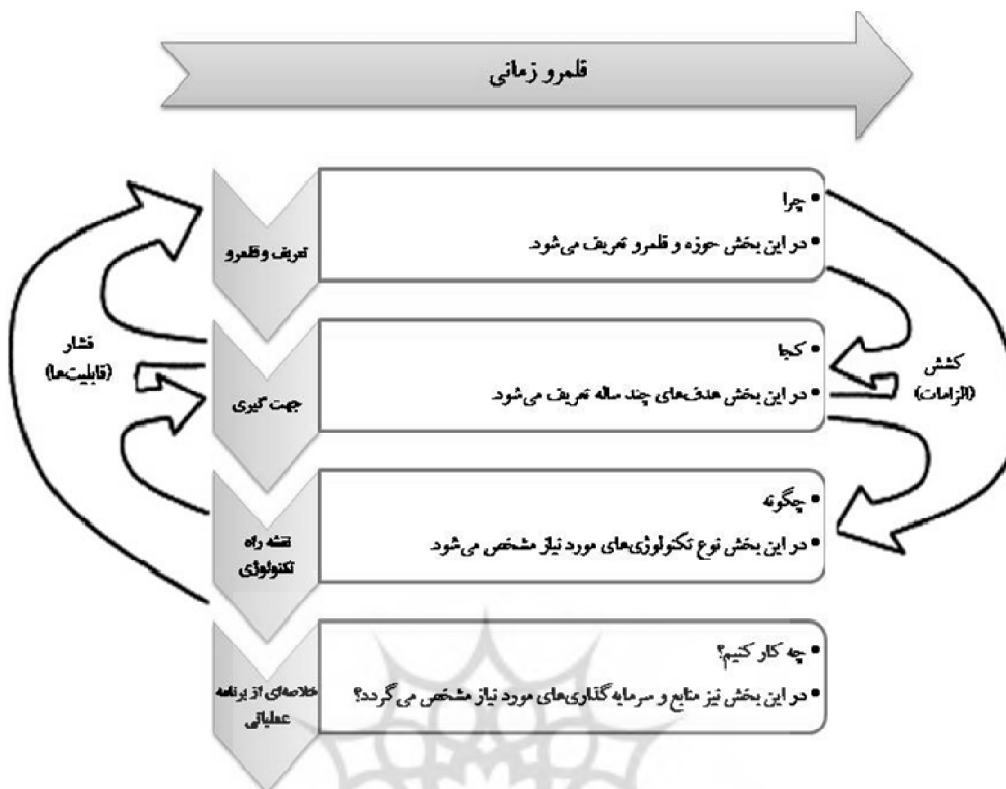 قلمرو زمانی
تعریف و قلمرو
• چرا
• در این بخش حوزه و قلمرو تعریف می‌شود.
جهت گیری
• کجا
• در این بخش هدف‌های چند ساله تعریف می‌شود.
نقشه راه
تکنولوژی
• چگونه
• در این بخش نوع تکنولوژی‌های مورد نیاز مشخص می‌شود.
خلاصه‌ای از برنامه
عملیاتی
• چه کار کنیم؟
• در این بخش نیز منابع و سرمایه گذاری‌های مورد نیاز مشخص می‌گردد؟
کشش
(الزامات)
فشار
(قابلیت‌ها)